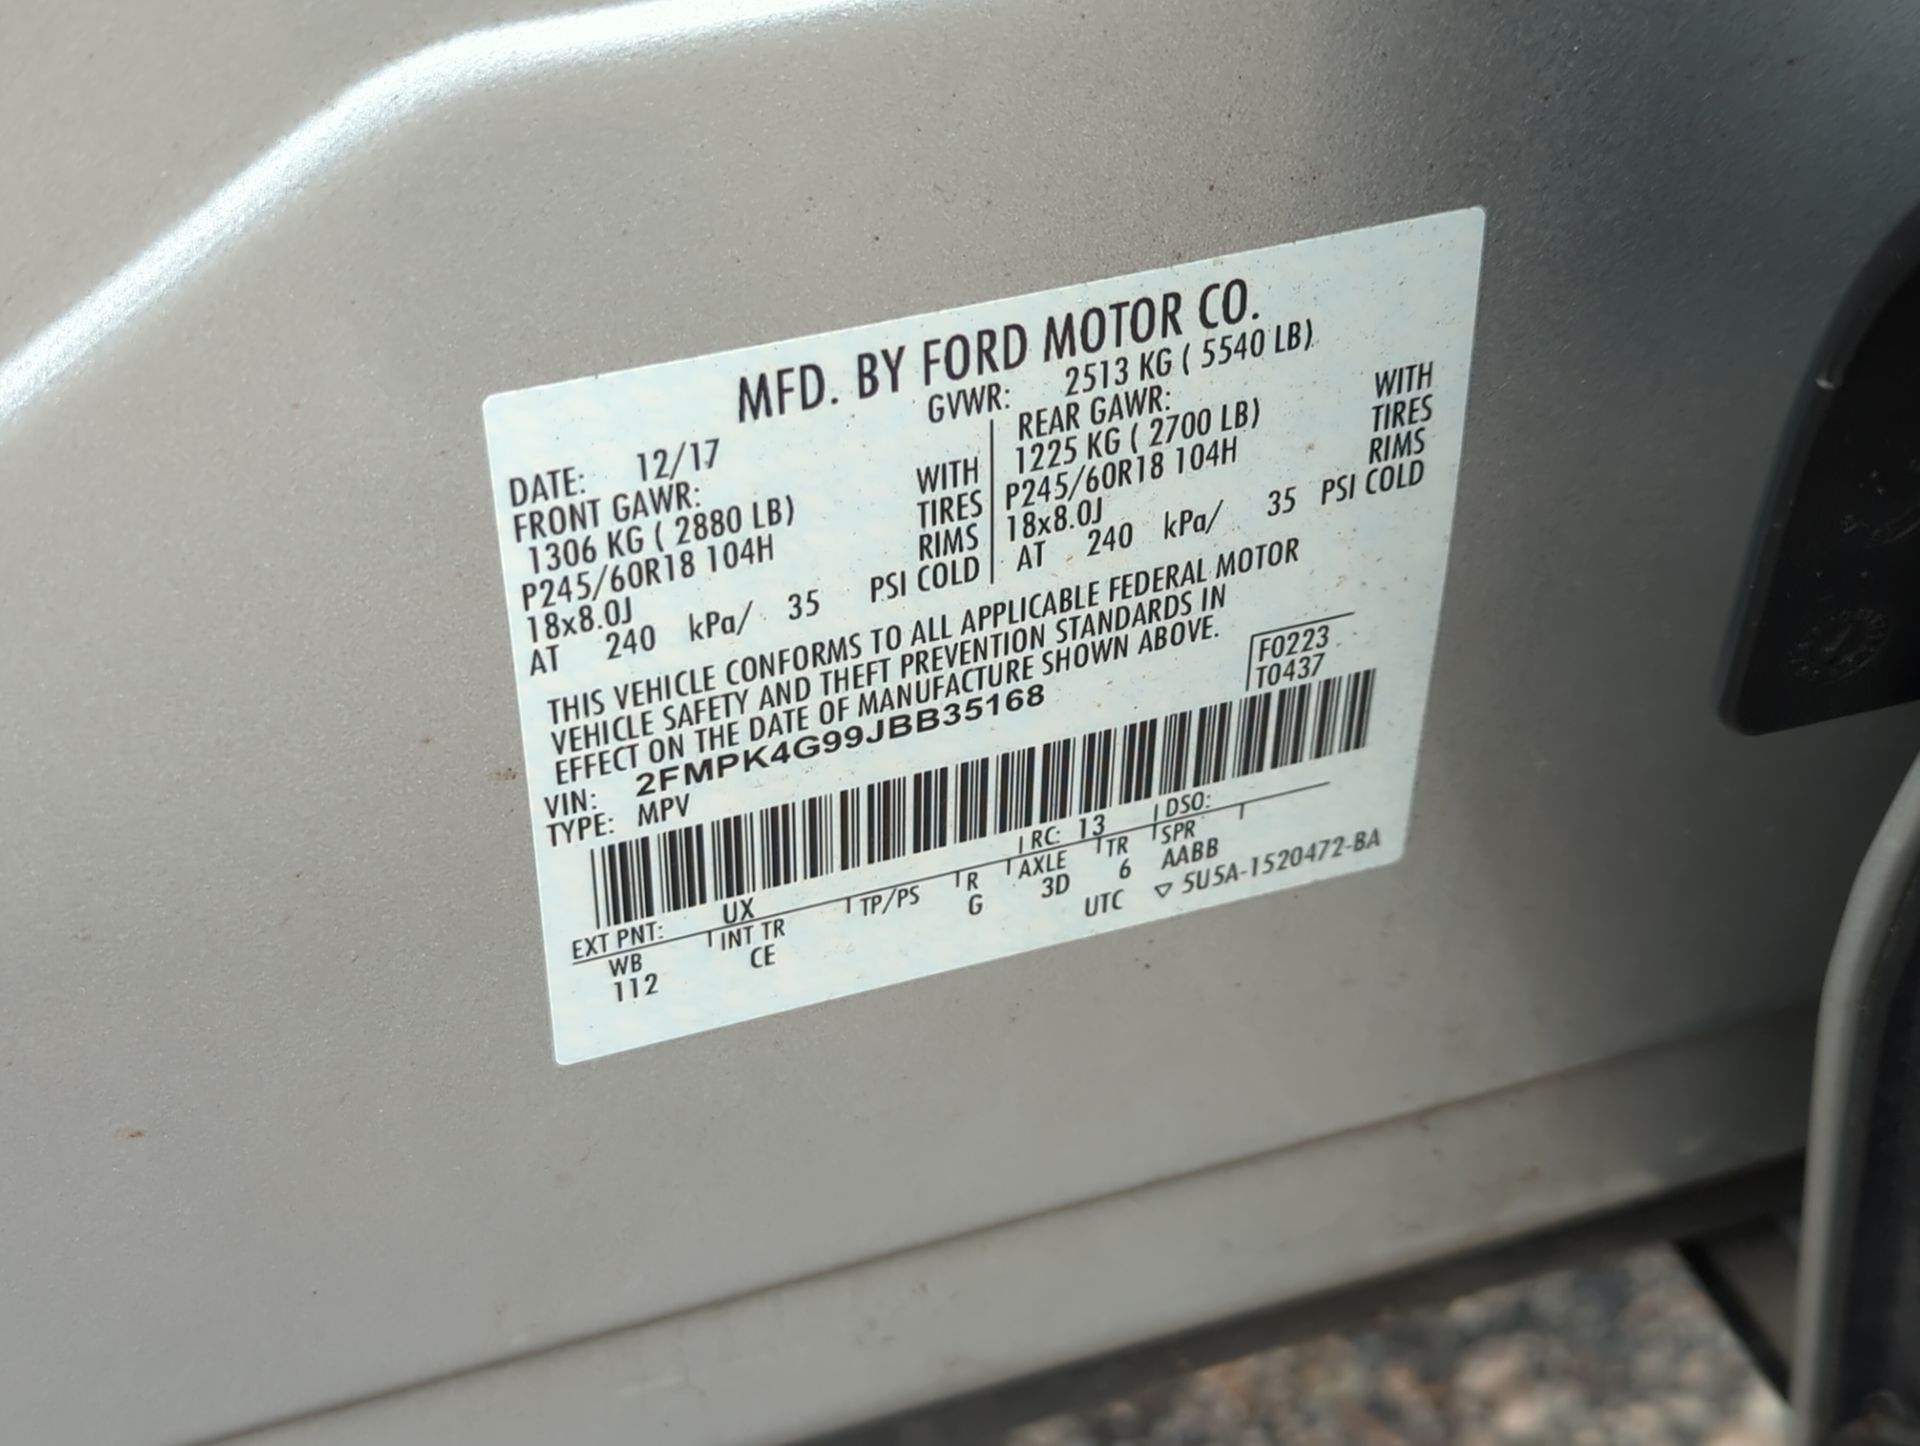 MFD. BY FORD MOTOR CO.
DATE: 12/17 GVWR: 2513 KG ( 5540 LB)
FRONT GAWR: REAR GAWR:
1306 KG ( 2880 LB) WITH 1225 KG ( 2700 LB) WITH
P245/60R18 104H TIRES P245/60R18 104H TIRES
18x8.0J RIMS 18x8.0J RIMS
AT 240 kPa/ 35 PSI COLD AT 240 kPa/ 35 PSI COLD
THIS VEHICLE CONFORMS TO ALL APPLICABLE FEDERAL MOTOR
VEHICLE SAFETY AND THEFT PREVENTION STANDARDS IN
EFFECT ON THE DATE OF MANUFACTURE SHOWN ABOVE.
VIN: 2FMPK4G99JBB35168 F0223
TYPE: MPV T0437
EXT PNT: UX RC: 13 DSO:
WB INT TR TP/PS R AXLE TR SPR
112 CE G 3D 6 AABB
UTC ▽ 5U5A-1520472-BA